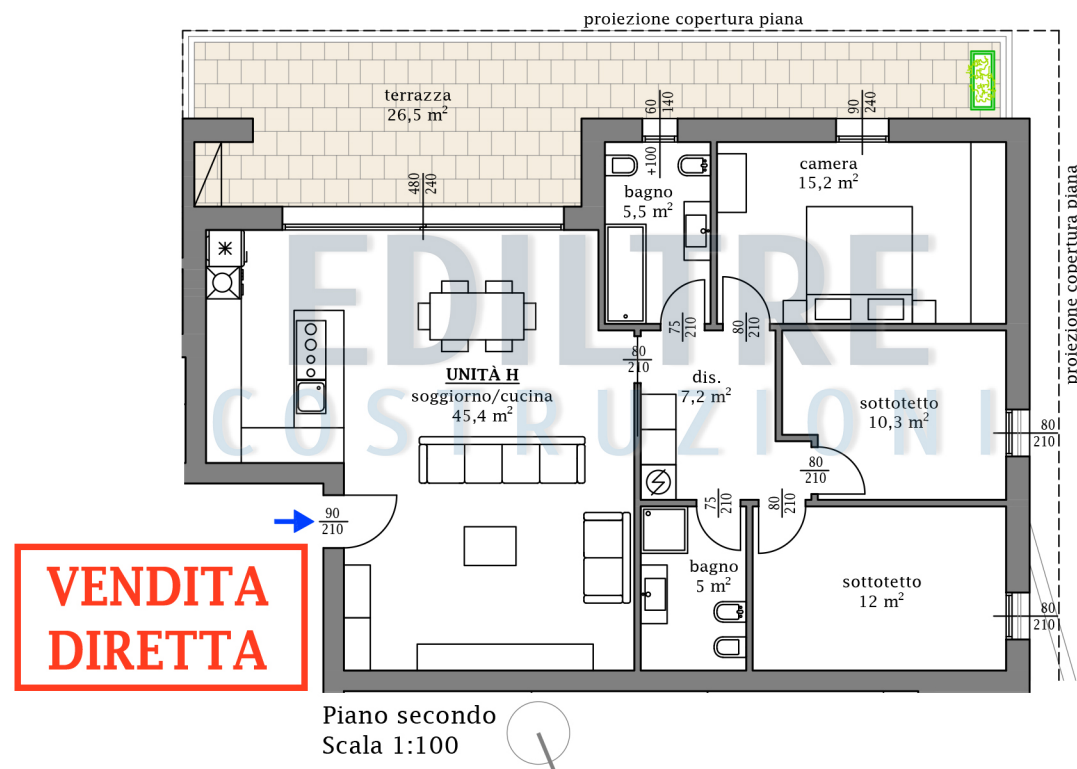 proiezione copertura piana
terrazza
26,5 m²
60
140
+100
90
240
camera
15,2 m²
bagno
5,5 m²
480
240
proiezione copertura piana
EDILTRE
COSTRUZIONI
75
210
80
210
80
210
UNITÀ H
soggiorno/cucina
45,4 m²
dis.
7,2 m²
sottotetto
10,3 m²
80
210
80
210
90
210
75
210
80
210
bagno
5 m²
sottotetto
12 m²
80
210
VENDITA
DIRETTA
Piano secondo
Scala 1:100